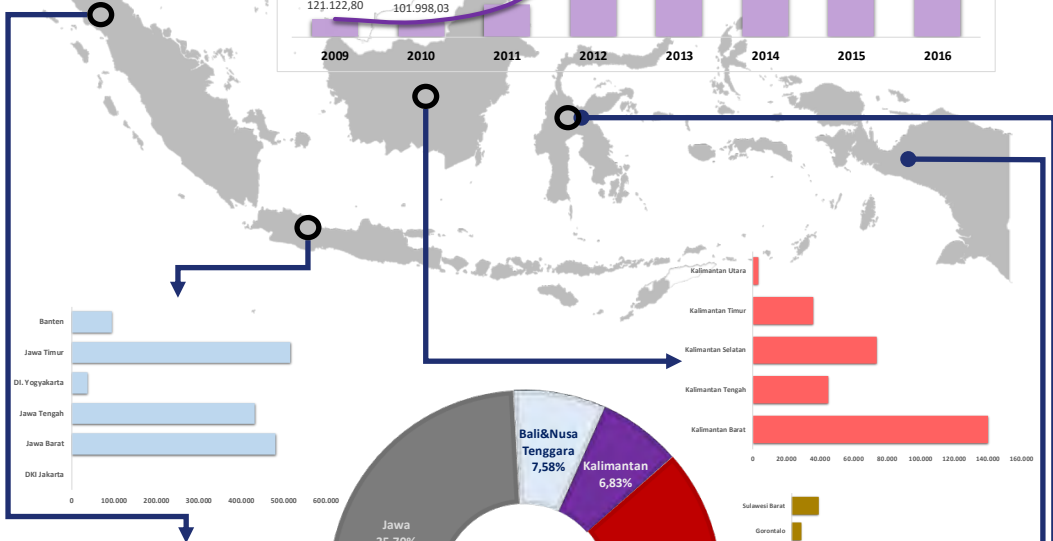 121.122,80
101.998,03
2009 2010 2011 2012 2013 2014 2015 2016
Kalimantan Utara
Kalimantan Timur
Kalimantan Selatan
Kalimantan Tengah
Kalimantan Barat
0 20.000 40.000 60.000 80.000 100.000 120.000 140.000 160.000
Banten
Jawa Timur
DI. Yogyakarta
Jawa Tengah
Jawa Barat
DKI Jakarta
0 100.000 200.000 300.000 400.000 500.000 600.000
Bali&Nusa
Tenggara
7,58%
Kalimantan
6,83%
Jawa
Sulawesi Barat
Gorontalo